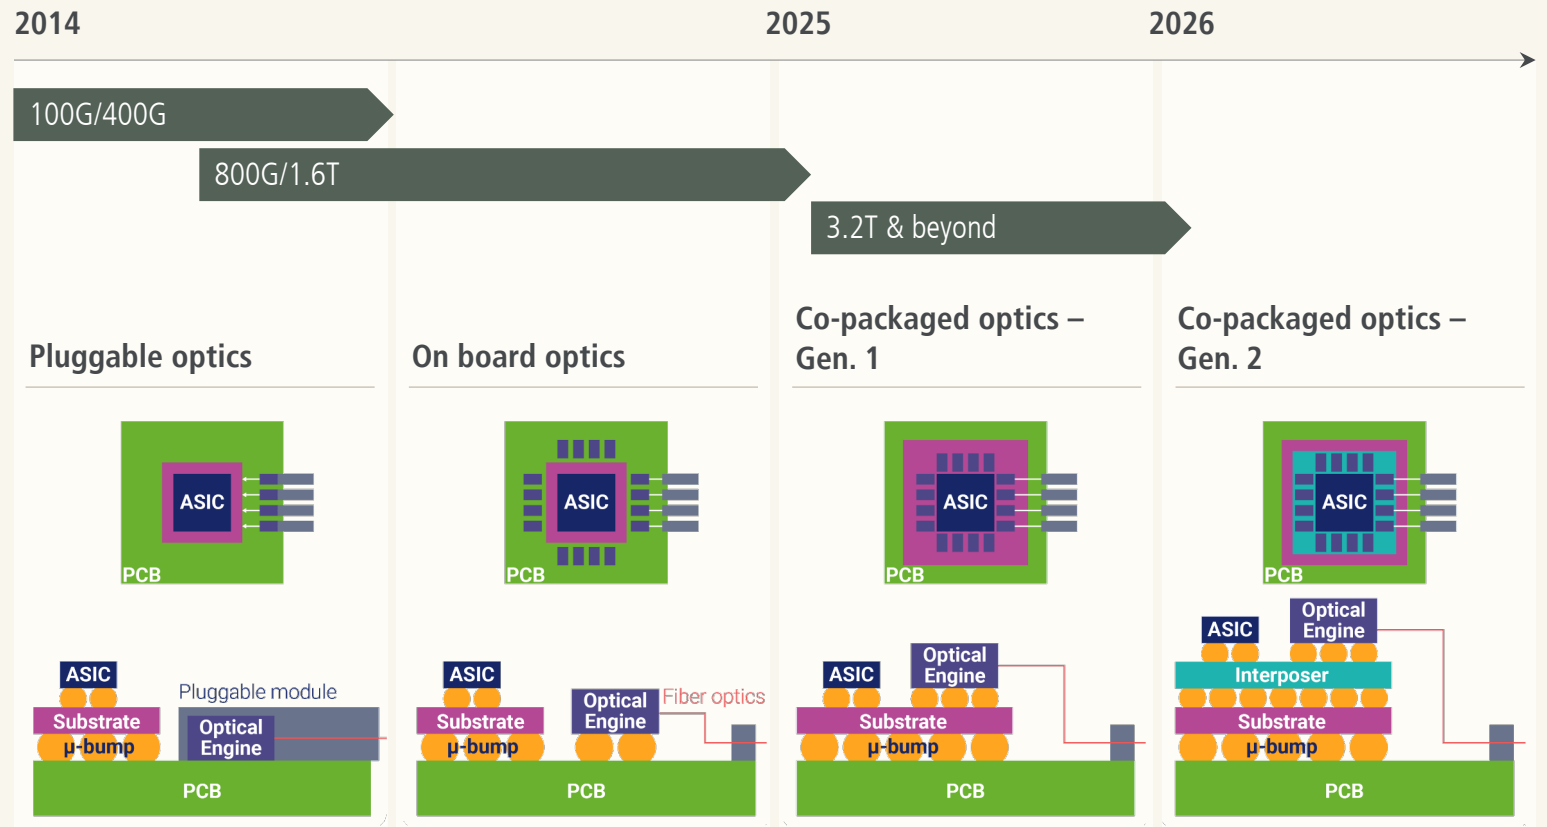 2014
2025
2026
100G/400G
800G/1.6T
3.2T & beyond
Pluggable optics
On board optics
Co-packaged optics –
Gen. 1
Co-packaged optics –
Gen. 2
ASIC
PCB
ASIC
PCB
ASIC
PCB
ASIC
PCB
ASIC
Pluggable module
Substrate
Optical
Engine
μ-bump
PCB
ASIC
Optical
Engine
Fiber optics
Substrate
μ-bump
PCB
Optical
Engine
ASIC
Substrate
μ-bump
PCB
Optical
Engine
ASIC
Interposer
Substrate
μ-bump
PCB